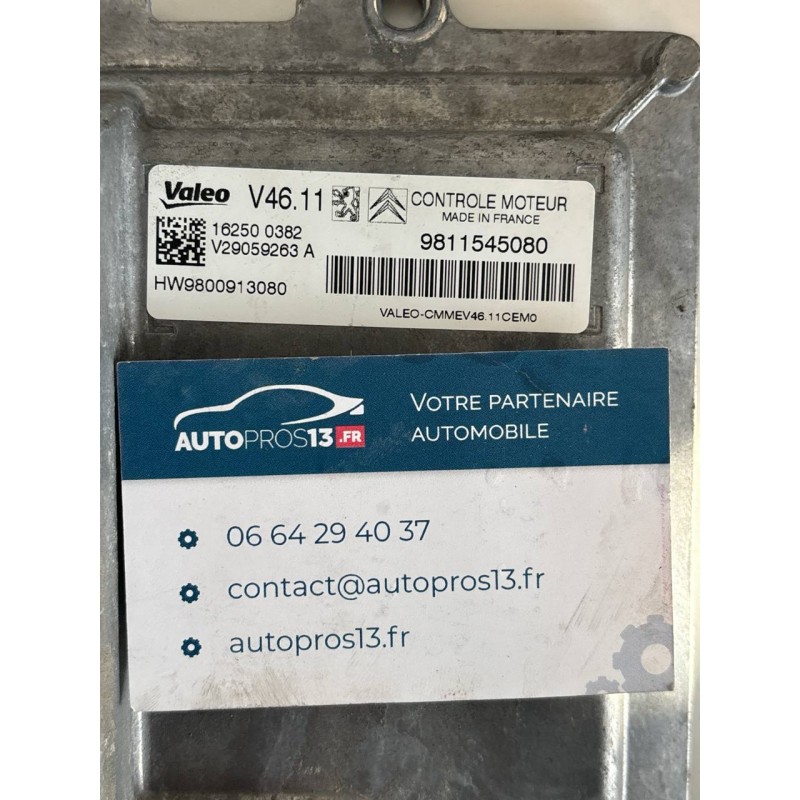 Valeo V46.11 CONTROLE MOTEUR
MADE IN FRANCE
16250 0382
V29059263 A
9811545080
HW9800913080
VALEO-CMMEV46.11CEM0
AUTOPROS13.FR
VOTRE PARTENAIRE
AUTOMOBILE
06 64 29 40 37
contact@autopros13.fr
autopros13.fr